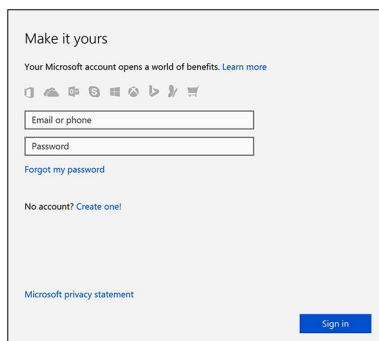 Make it yours
Your Microsoft account opens a world of benefits. Learn more
Email or phone
Password
Forgot my password
No account? Create one!
Microsoft privacy statement
Sign in